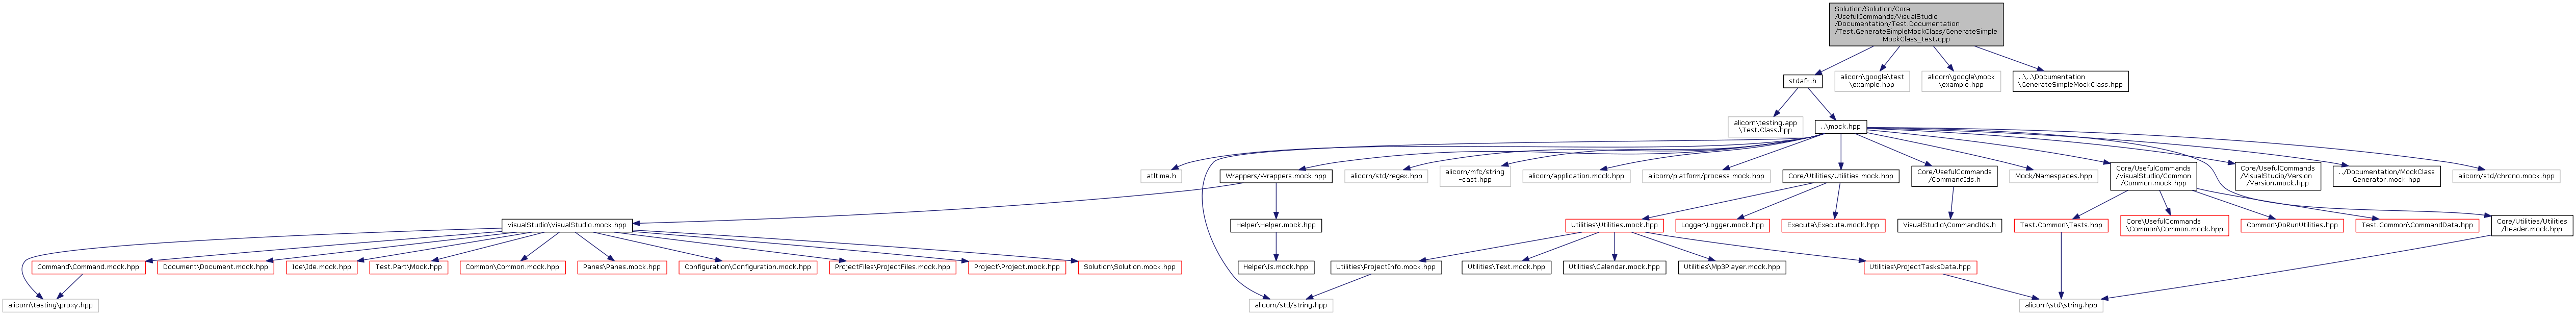 Solution/Solution/Core
/UsefulCommands/VisualStudio
/Documentation/Test.Documentation
/Test.GenerateSimpleMockClass/GenerateSimple
MockClass_test.cpp
stdafx.h
alicorn\google\test
\example.hpp
alicorn\google\mock
\example.hpp
..\..\Documentation
\GenerateSimpleMockClass.hpp
alicorn\testing.app
\Test.Class.hpp
..\mock.hpp
atltime.h
Wrappers/Wrappers.mock.hpp
alicorn/std/regex.hpp
alicorn/mfc/string
-cast.hpp
alicorn/application.mock.hpp
alicorn/platform/process.mock.hpp
Core/Utilities/Utilities.mock.hpp
Core/UsefulCommands
/CommandIds.h
Mock/Namespaces.hpp
Core/UsefulCommands
/VisualStudio/Common
/Common.mock.hpp
Core/UsefulCommands
/VisualStudio/Version
/Version.mock.hpp
../Documentation/MockClass
Generator.mock.hpp
alicorn/std/chrono.mock.hpp
VisualStudio\VisualStudio.mock.hpp
Helper\Helper.mock.hpp
Utilities\Utilities.mock.hpp
Logger\Logger.mock.hpp
Execute\Execute.mock.hpp
VisualStudio\CommandIds.h
Test.Common\Tests.hpp
Core\UsefulCommands
\Common\Common.mock.hpp
Common\DoRunUtilities.hpp
Test.Common\CommandData.hpp
Core/Utilities/Utilities
/header.mock.hpp
Command\Command.mock.hpp
Document\Document.mock.hpp
Ide\Ide.mock.hpp
Test.Part\Mock.hpp
Common\Common.mock.hpp
Panes\Panes.mock.hpp
Configuration\Configuration.mock.hpp
ProjectFiles\ProjectFiles.mock.hpp
Project\Project.mock.hpp
Solution\Solution.mock.hpp
Helper\Is.mock.hpp
Utilities\ProjectInfo.mock.hpp
Utilities\Text.mock.hpp
Utilities\Calendar.mock.hpp
Utilities\Mp3Player.mock.hpp
Utilities\ProjectTasksData.hpp
alicorn\testing\proxy.hpp
alicorn/std/string.hpp
alicorn\std\string.hpp